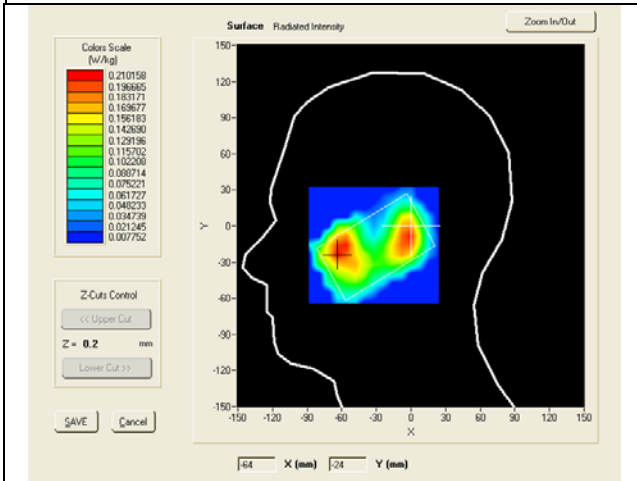 Surface Radiated Intensity
Zoom In/Out
Colors Scale
(W/kg)
0.210158
0.196665
0.183171
0.169677
0.156183
0.142690
0.129196
0.115702
0.102208
0.088714
0.075221
0.061727
0.048233
0.034739
0.021245
0.007752
150
120
90
60
30
0
-30
-60
-90
-120
-150
Y
-150 -120 -90 -60 -30 0 30 60 90 120 150
X
Z-Cuts Control
<< Upper Cut
Z = 0.2 mm
Lower Cut >>
SAVE Cancel
-64 X (mm) -24 Y (mm)